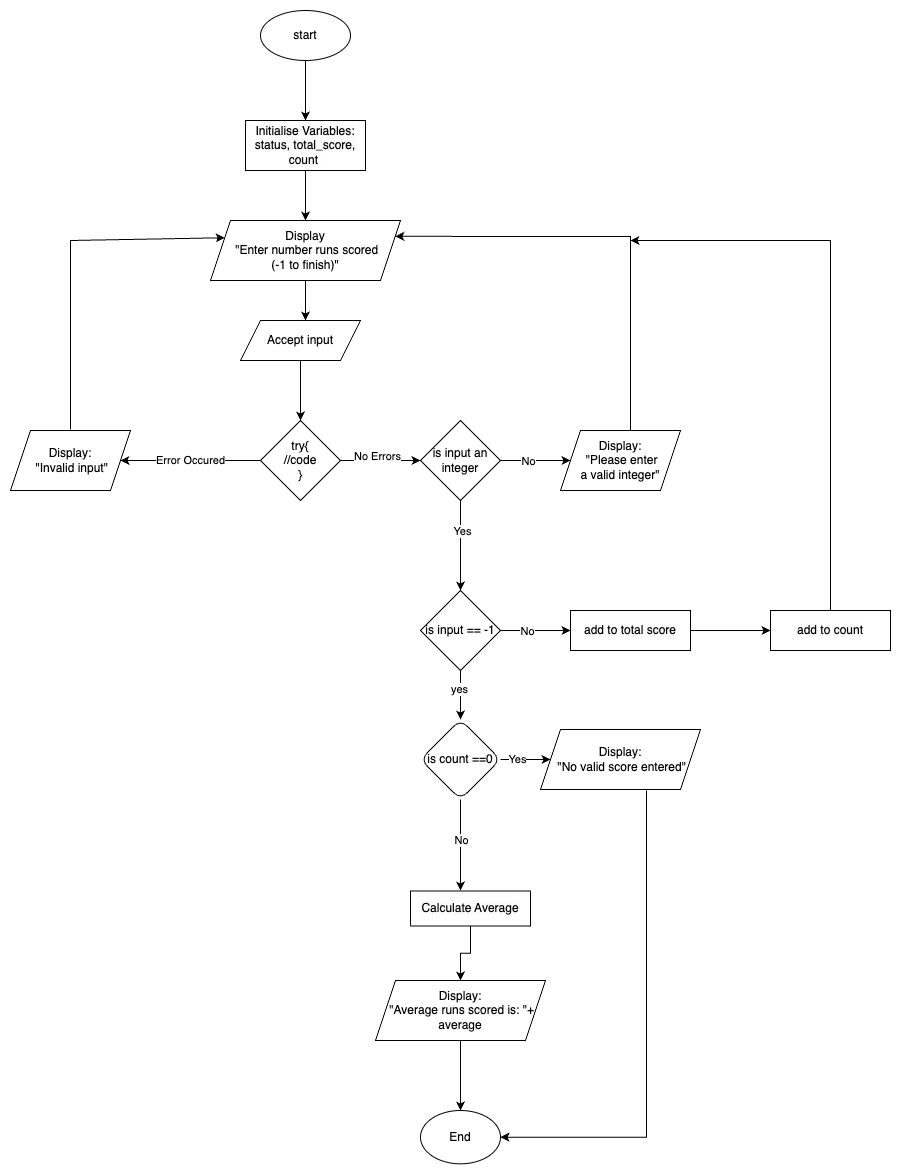 start
Initialise Variables:
status, total_score,
count
Display
"Enter number runs scored
(-1 to finish)"
Accept input
Display:
"Invalid input"
Error Occured
try{
//code
}
No Errors
is input an
integer
No
Display:
"Please enter
a valid integer"
Yes
is input == -1
No
add to total score
add to count
yes
is count ==0
Yes
Display:
"No valid score entered"
No
Calculate Average
Display:
"Average runs scored is: "+
average
End